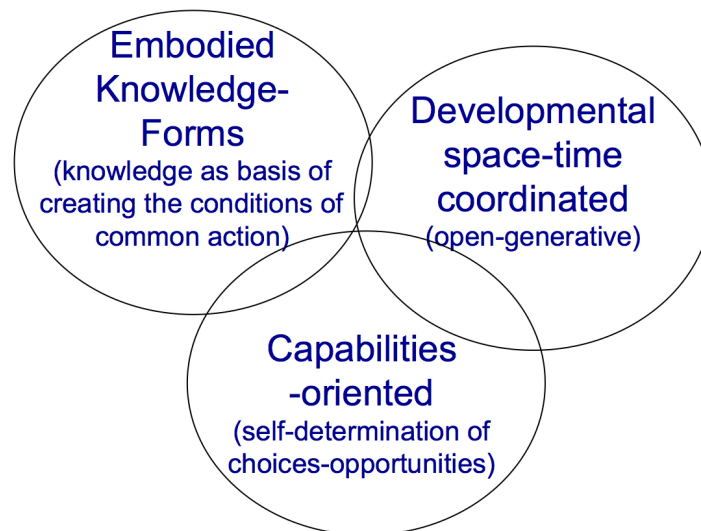 Embodied
Knowledge-
Forms
(knowledge as basis of
creating the conditions of
common action)
Developmental
space-time
coordinated
(open-generative)
Capabilities
-oriented
(self-determination of
choices-opportunities)